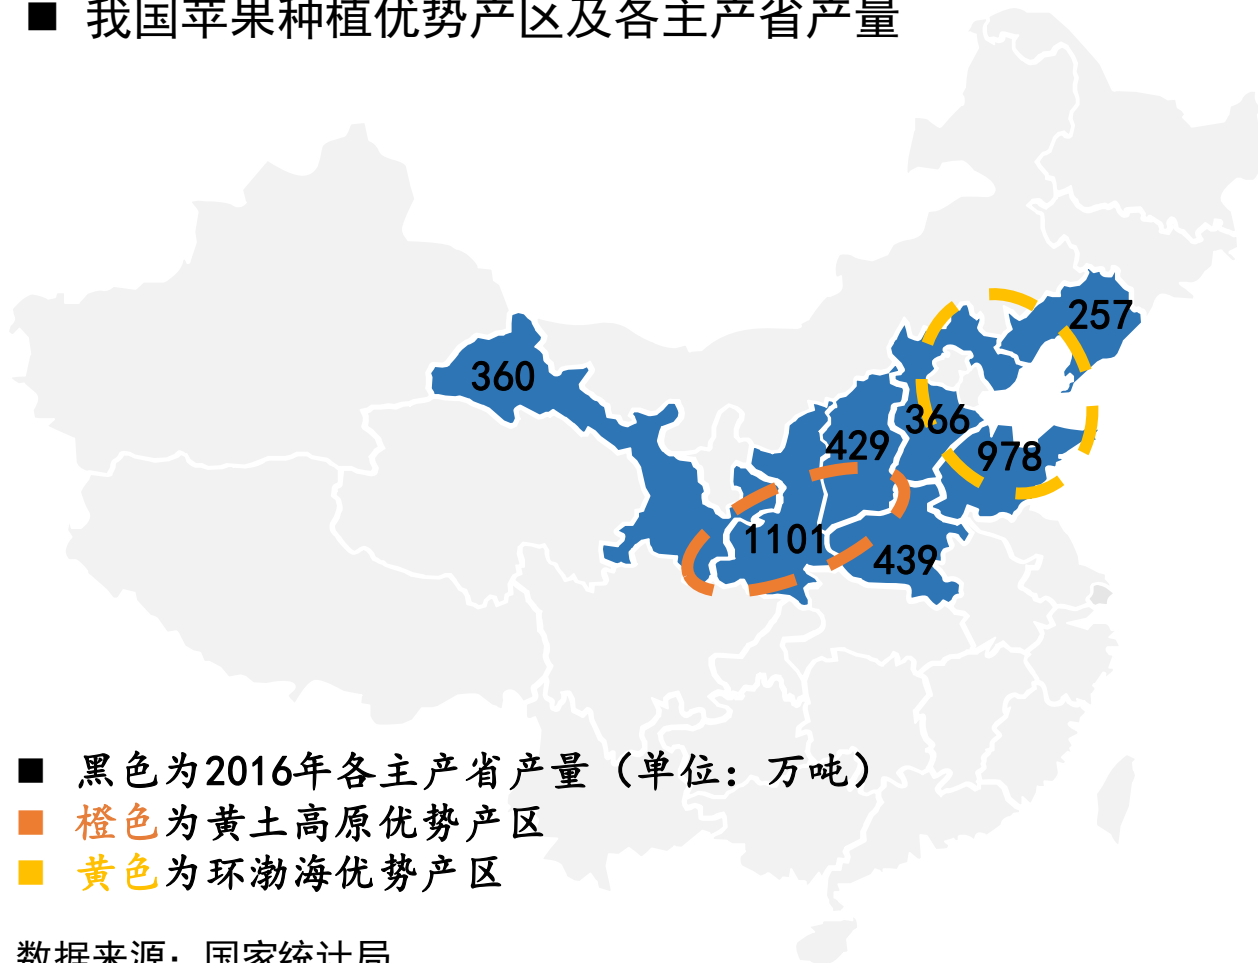 ■ 我国苹果种植优势产区及各主产省产量
257
360
366
429
978
1101
439
■ 黑色为2016年各主产省产量（单位：万吨）
■ 橙色为黄土高原优势产区
■ 黄色为环渤海优势产区
数据来源：国家统计局